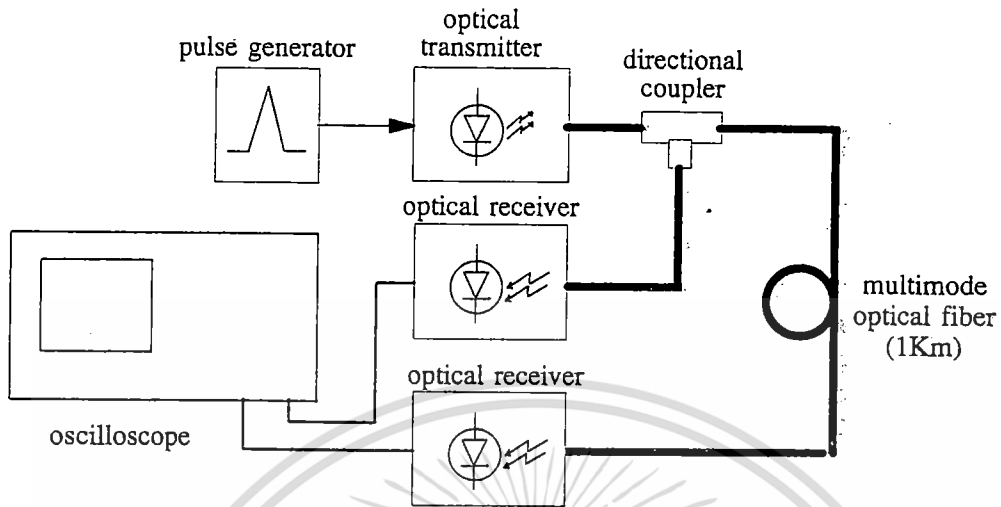 optical
transmitter
pulse generator
directional
coupler
optical receiver
multimode
optical fiber
(1Km)
optical receiver
oscilloscope